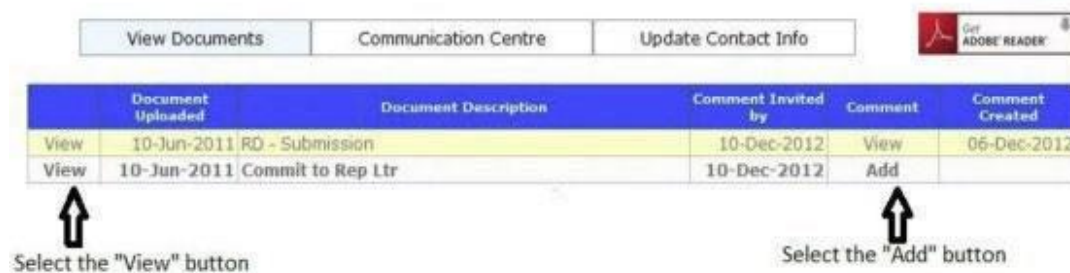 View Documents Communication Centre Update Contact Info Get
ADOBE® READER®
Document Uploaded Document Description Comment Invited by Comment Comment Created
View 10-Jun-2011 RD - Submission 10-Dec-2012 View 06-Dec-2012
View 10-Jun-2011 Commit to Rep Ltr 10-Dec-2012 Add
Select the "View" button Select the "Add" button